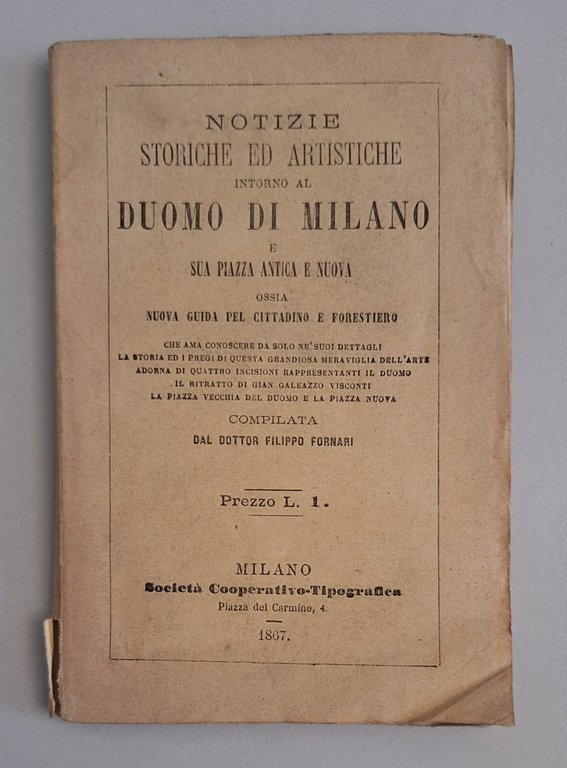 NOTIZIE
STORICHE ED ARTISTICHE
INTORNO AL
DUOMO DI MILANO
E
SUA PIAZZA ANTICA E NUOVA
OSSIA
NUOVA GUIDA PEL CITTADINO E FORESTIERO
CHE AMA CONOSCERE DA SOLO NE' SUOI DETTAGLI
LA STORIA ED I PREGI DI QUESTA GRANDIOSA MERAVIGLIA DELL'ARTE
ADORNA DI QUATTRO INCISIONI RAPPRESENTANTI IL DUOMO
IL RITRATTO DI GIAN GALEAZZO VISCONTI
LA PIAZZA VECCHIA DEL DUOMO E LA PIAZZA NUOVA
COMPILATA
DAL DOTTOR FILIPPO FORNARI
Prezzo L. 1.
MILANO
Società Cooperativo-Tipografica
Piazza del Carmine, 4.
1867.